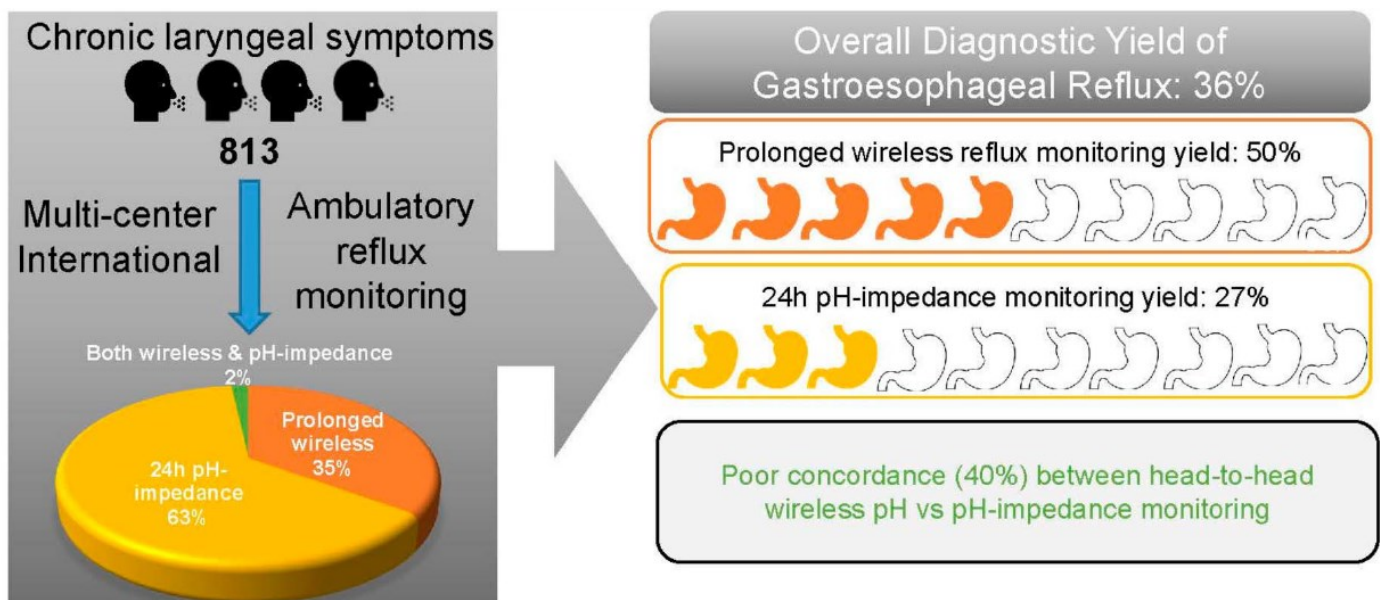 Chronic laryngeal symptoms
813
Multi-center
International
Ambulatory
reflux
monitoring
Both wireless & pH-impedance
2%
Prolonged
wireless
35%
24h pH-
impedance
63%
Overall Diagnostic Yield of
Gastroesophageal Reflux: 36%
Prolonged wireless reflux monitoring yield: 50%
24h pH-impedance monitoring yield: 27%
Poor concordance (40%) between head-to-head
wireless pH vs pH-impedance monitoring